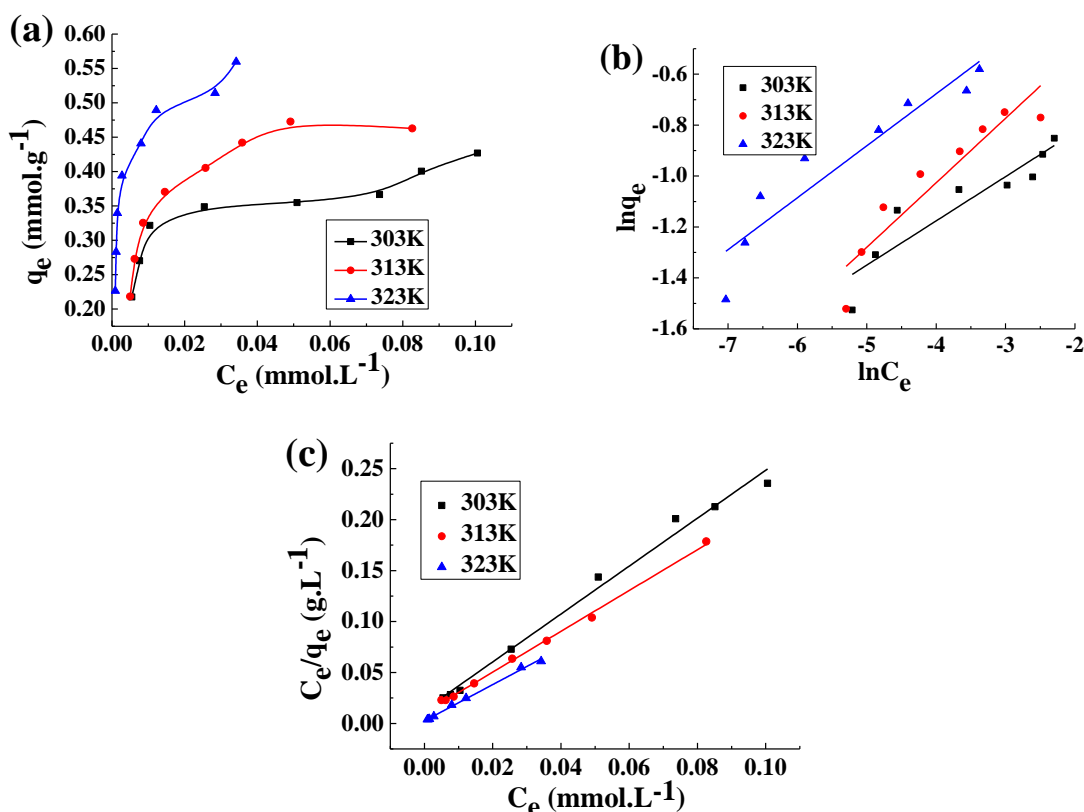 (a)
0.60
0.55
0.50
0.45
0.40
0.35
0.30
0.25
0.20
qe (mmol.g-1)
303K
313K
323K
0.00 0.02 0.04 0.06 0.08 0.10
Ce (mmol.L-1)
(b)
-0.6
-0.8
-1.0
-1.2
-1.4
-1.6
lnqe
303K
313K
323K
-7 -6 -5 -4 -3 -2
lnCe
(c)
0.25
0.20
0.15
0.10
0.05
0.00
Ce/qe (g.L-1)
303K
313K
323K
0.00 0.02 0.04 0.06 0.08 0.10
Ce (mmol.L-1)